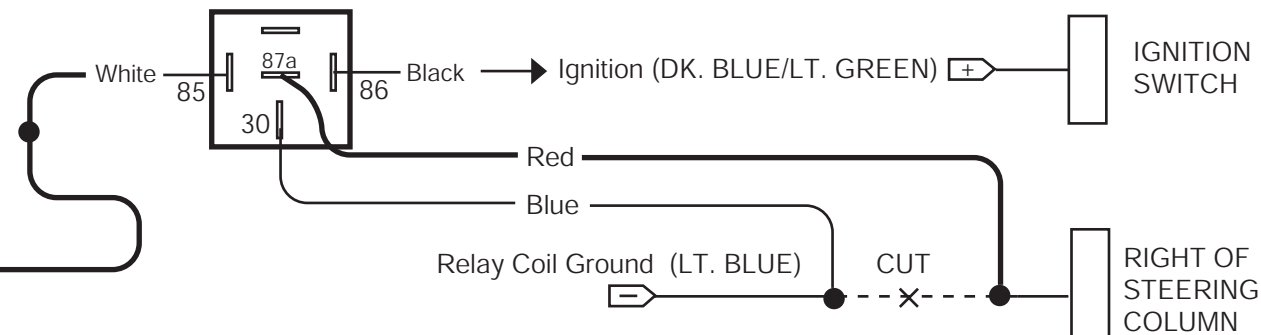 87a
White
85
86
Black
Ignition (DK. BLUE/LT. GREEN)
+
IGNITION
SWITCH
30
Red
Blue
Relay Coil Ground (LT. BLUE)
−
CUT
RIGHT OF
STEERING
COLUMN